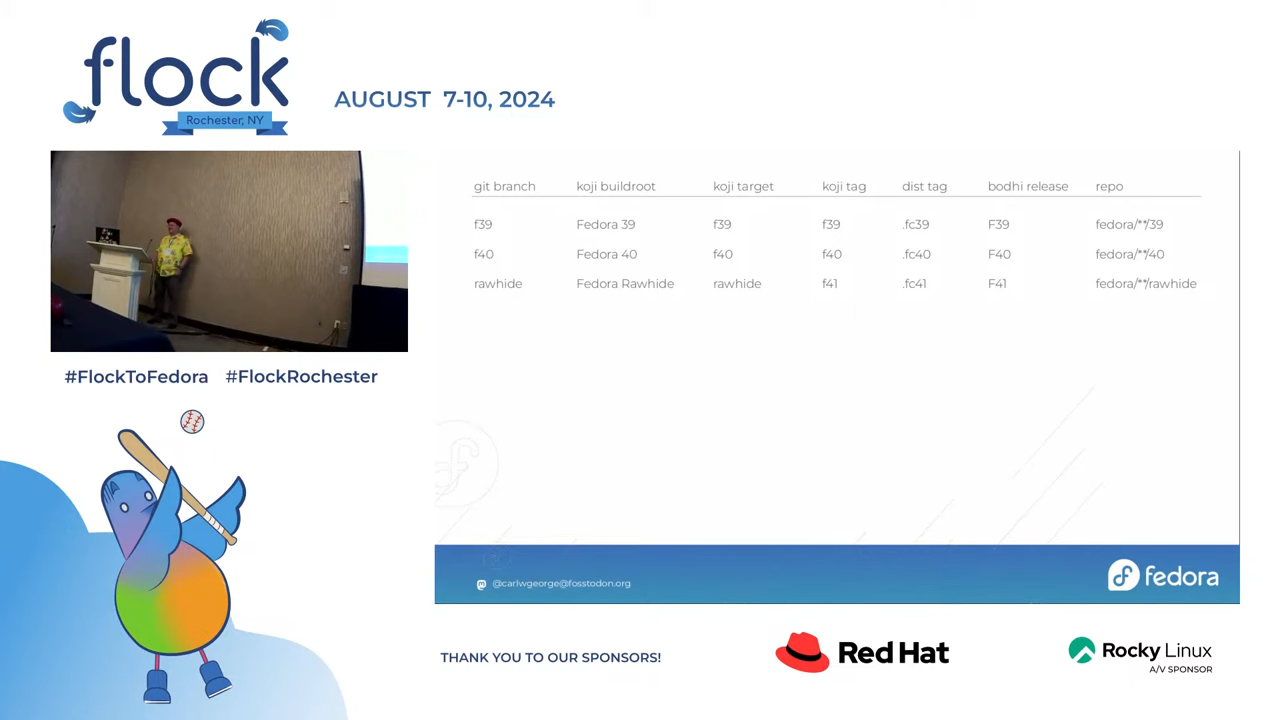 flock
Rochester, NY
AUGUST 7-10, 2024
git branch koji buildroot koji target koji tag dist tag bodhi release repo
f39 Fedora 39 f39 f39 .fc39 F39 fedora/**/39
f40 Fedora 40 f40 f40 .fc40 F40 fedora/**/40
rawhide Fedora Rawhide rawhide f41 .fc41 F41 fedora/**/rawhide
#FlockToFedora #FlockRochester
@carlwgeorge@fosstodon.org
fedora
THANK YOU TO OUR SPONSORS!
Red Hat
Rocky Linux
A/V SPONSOR